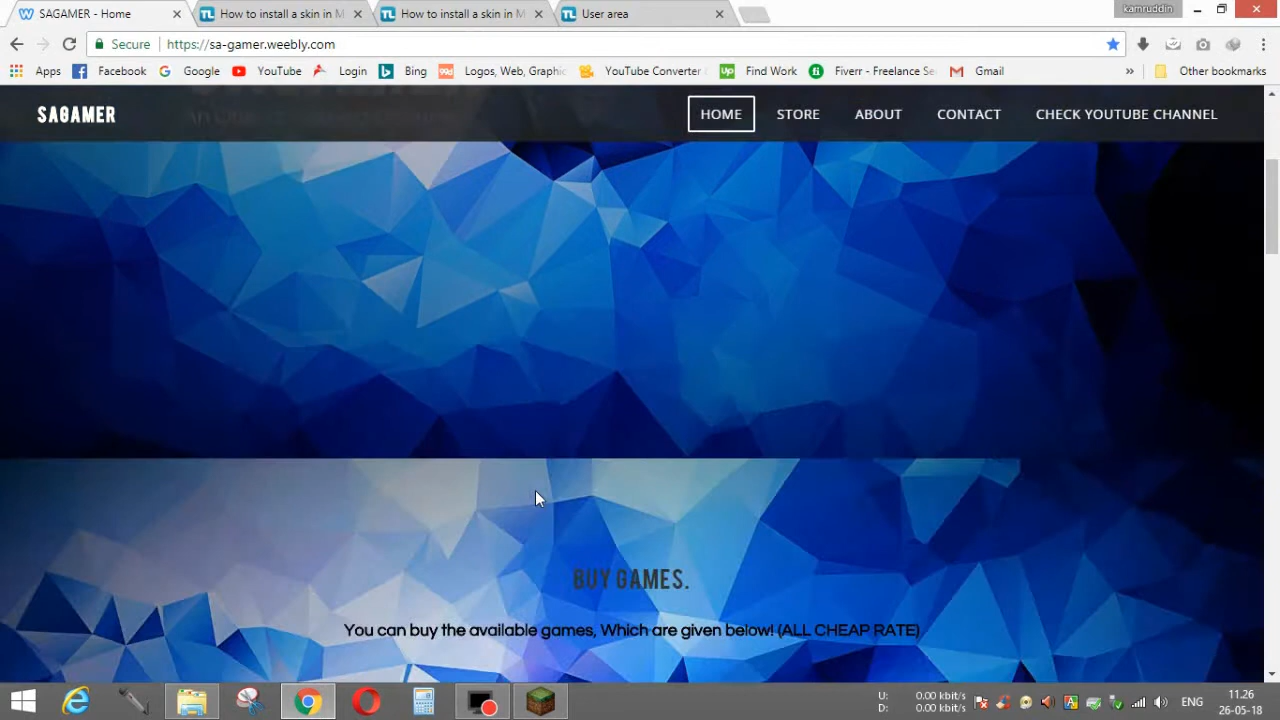 SAGAMER - Home
How to install a skin in M
How to install a skin in M
User area
kamruddin
Secure
https://sa-gamer.weebly.com
Apps
Facebook
Google
YouTube
Login
Bing
Logos, Web, Graphic
YouTube Converter
Find Work
Fiverr - Freelance Se
Gmail
»
Other bookmarks
SAGAMER
HOME
STORE
ABOUT
CONTACT
CHECK YOUTUBE CHANNEL
BUY GAMES.
You can buy the available games, Which are given below! (ALL CHEAP RATE)
U: 0.00 kbit/s
D: 0.00 kbit/s
ENG
11.26
26-05-18